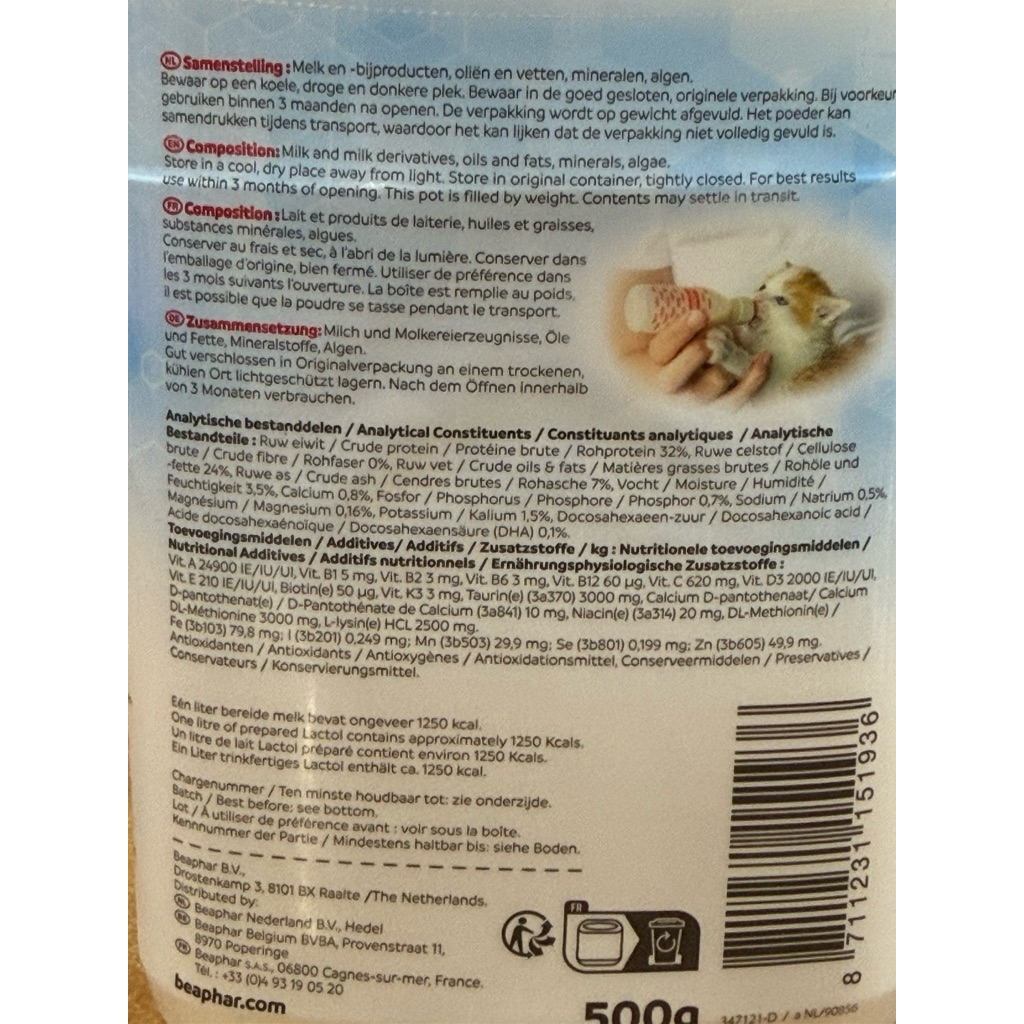 NL Samenstelling: Melk en -bijproducten, oliën en vetten, mineralen, algen.
Bewaar op een koele, droge en donkere plek. Bewaar in de goed gesloten, originele verpakking. Bij voorkeur
gebruiken binnen 3 maanden na openen. De verpakking wordt op gewicht afgevuld. Het poeder kan
samendrukken tijdens transport, waardoor het kan lijken dat de verpakking niet volledig gevuld is.
EN Composition: Milk and milk derivatives, oils and fats, minerals, algae.
Store in a cool, dry place away from light. Store in original container, tightly closed. For best results
use within 3 months of opening. This pot is filled by weight. Contents may settle in transit.
FR Composition : Lait et produits de laiterie, huiles et graisses,
substances minérales, algues.
Conserver au frais et sec, à l'abri de la lumière. Conserver dans
l'emballage d'origine, bien fermé. Utiliser de préférence dans
les 3 mois suivants l'ouverture. La boîte est remplie au poids,
il est possible que la poudre se tasse pendant le transport.
DE Zusammensetzung: Milch und Molkereierzeugnisse, Öle
und Fette, Mineralstoffe, Algen.
Gut verschlossen in Originalverpackung an einem trockenen,
kühlen Ort lichtgeschützt lagern. Nach dem Öffnen innerhalb
von 3 Monaten verbrauchen.
Analytische bestanddelen / Analytical Constituents / Constituants analytiques / Analytische
Bestandteile : Ruw eiwit / Crude protein / Protéine brute / Rohprotein 32%, Ruwe celstof / Cellulose
brute / Crude fibre / Rohfaser 0%, Ruw vet / Crude oils & fats / Matières grasses brutes / Rohöle und
-fette 24%, Ruwe as / Crude ash / Cendres brutes / Rohasche 7%, Vocht / Moisture / Humidité /
Feuchtigkeit 3,5%, Calcium 0,8%, Fosfor / Phosphorus / Phosphore / Phosphor 0,7%, Sodium / Natrium 0,5%,
Magnésium / Magnesium 0,16%, Potassium / Kalium 1,5%, Docosahexaeen-zuur / Docosahexanoic acid /
Acide docosahexaénoïque / Docosahexaensäure (DHA) 0,1%.
Toevoegingsmiddelen / Additives/ Additifs / Zusatzstoffe / kg : Nutritionele toevoegingsmiddelen /
Nutritional Additives / Additifs nutritionnels / Ernährungsphysiologische Zusatzstoffe :
Vit. A 24900 IE/IU/UI, Vit. B1 5 mg, Vit. B2 3 mg, Vit. B6 3 mg, Vit. B12 60 µg, Vit. C 620 mg, Vit. D3 2000 IE/IU/UI,
Vit. E 210 IE/IU/UI, Biotin(e) 50 µg, Vit. K3 3 mg, Taurin(e) (3a370) 3000 mg, Calcium D-pantothenaat/ Calcium
D-pantothenat(e) / D-Pantothénate de Calcium (3a841) 10 mg, Niacin(e) (3a314) 20 mg, DL-Methionin(e) /
DL-Méthionine 3000 mg, L-lysin(e) HCL 2500 mg.
Fe (3b103) 79,8 mg; I (3b201) 0,249 mg; Mn (3b503) 29,9 mg; Se (3b801) 0,199 mg; Zn (3b605) 49,9 mg.
Antioxidanten / Antioxidants / Antioxygènes / Antioxidationsmittel, Conserveermiddelen / Preservatives /
Conservateurs / Konservierungsmittel.
Eén liter bereide melk bevat ongeveer 1250 kcal.
One litre of prepared Lactol contains approximately 1250 Kcals.
Un litre de lait Lactol préparé contient environ 1250 Kcals.
Ein Liter trinkfertiges Lactol enthält ca. 1250 kcal.
Chargenummer / Ten minste houdbaar tot: zie onderzijde.
Batch / Best before: see bottom.
Lot / À utiliser de préférence avant : voir sous la boîte.
Kennnummer der Partie / Mindestens haltbar bis: siehe Boden.
Beaphar B.V.,
Drostenkamp 3, 8101 BX Raalte /The Netherlands.
Distributed by:
NL Beaphar Nederland B.V., Hedel
BE Beaphar Belgium BVBA, Provenstraat 11,
8970 Poperinge
FR Beaphar s.a.s., 06800 Cagnes-sur-mer, France.
Tél. : +33 (0)4 93 19 05 20
beaphar.com
FR
500g
8 711231 151936
347121-D / a NL/90856